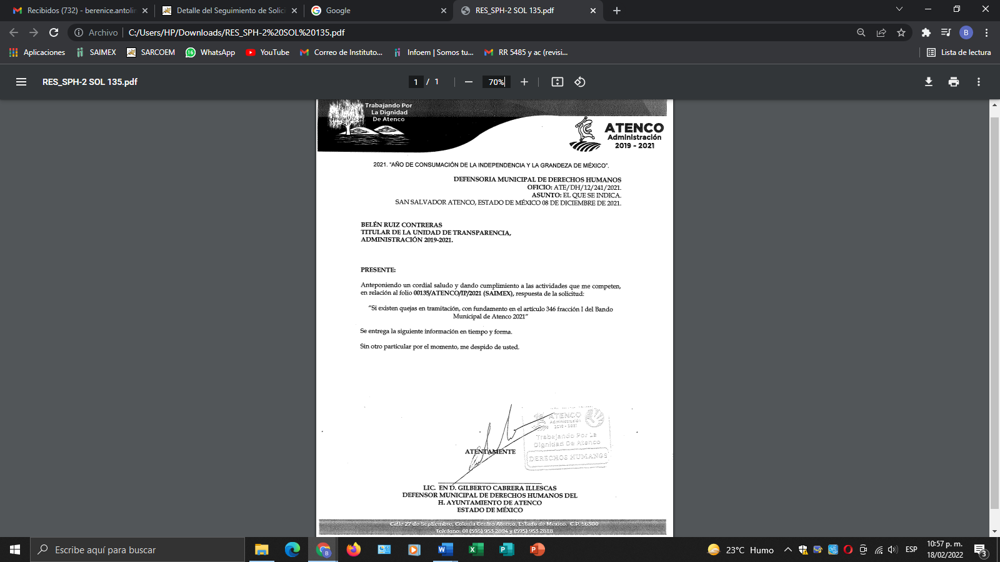 Recibidos (732) - berenice.antolin
Detalle del Seguimiento de Solici
Google
RES_SPH-2 SOL 135.pdf
Archivo
C:/Users/HP/Downloads/RES_SPH-2%20SOL%20135.pdf
Aplicaciones
SAIMEX
SARCOEM
16
WhatsApp
YouTube
Correo de Instituto...
Infoem | Somos tu...
RR 5485 y ac (revisi...
Lista de lectura
B
RES_SPH-2 SOL 135.pdf
1 / 1
70%
Trabajando Por
La Dignidad
De Atenco
ATENCO
Administración
2019 - 2021
2021. "AÑO DE CONSUMACIÓN DE LA INDEPENDENCIA Y LA GRANDEZA DE MÉXICO".
DEFENSORIA MUNICIPAL DE DERECHOS HUMANOS
OFICIO: ATE/DH/12/241/2021.
ASUNTO: EL QUE SE INDICA.
SAN SALVADOR ATENCO, ESTADO DE MÉXICO 08 DE DICIEMBRE DE 2021.
BELÉN RUIZ CONTRERAS
TITULAR DE LA UNIDAD DE TRANSPARENCIA,
ADMINISTRACIÓN 2019-2021.
PRESENTE:
Anteponiendo un cordial saludo y dando cumplimiento a las actividades que me competen,
en relación al folio 00135/ATENCO/IP/2021 (SAIMEX), respuesta de la solicitud:
"Si existen quejas en tramitación, con fundamento en el artículo 346 fracción I del Bando
Municipal de Atenco 2021"
Se entrega la siguiente información en tiempo y forma.
Sin otro particular por el momento, me despido de usted.
ATENCO
Administración
2019 - 2021
Trabajando Por La
Dignidad De Atenco
DERECHOS HUMANOS
ATENTAMENTE
LIC. EN D. GILBERTO CABRERA ILLESCAS
DEFENSOR MUNICIPAL DE DERECHOS HUMANOS DEL
H. AYUNTAMIENTO DE ATENCO
ESTADO DE MÉXICO
Calle 27 de Septiembre, Colonia Centro Atenco, Estado de México. C.P. 56300
Teléfono: 01 (595) 953 2894 y (595) 953 2888
Escribe aquí para buscar
23°C Humo
ESP
10:57 p. m.
18/02/2022
3